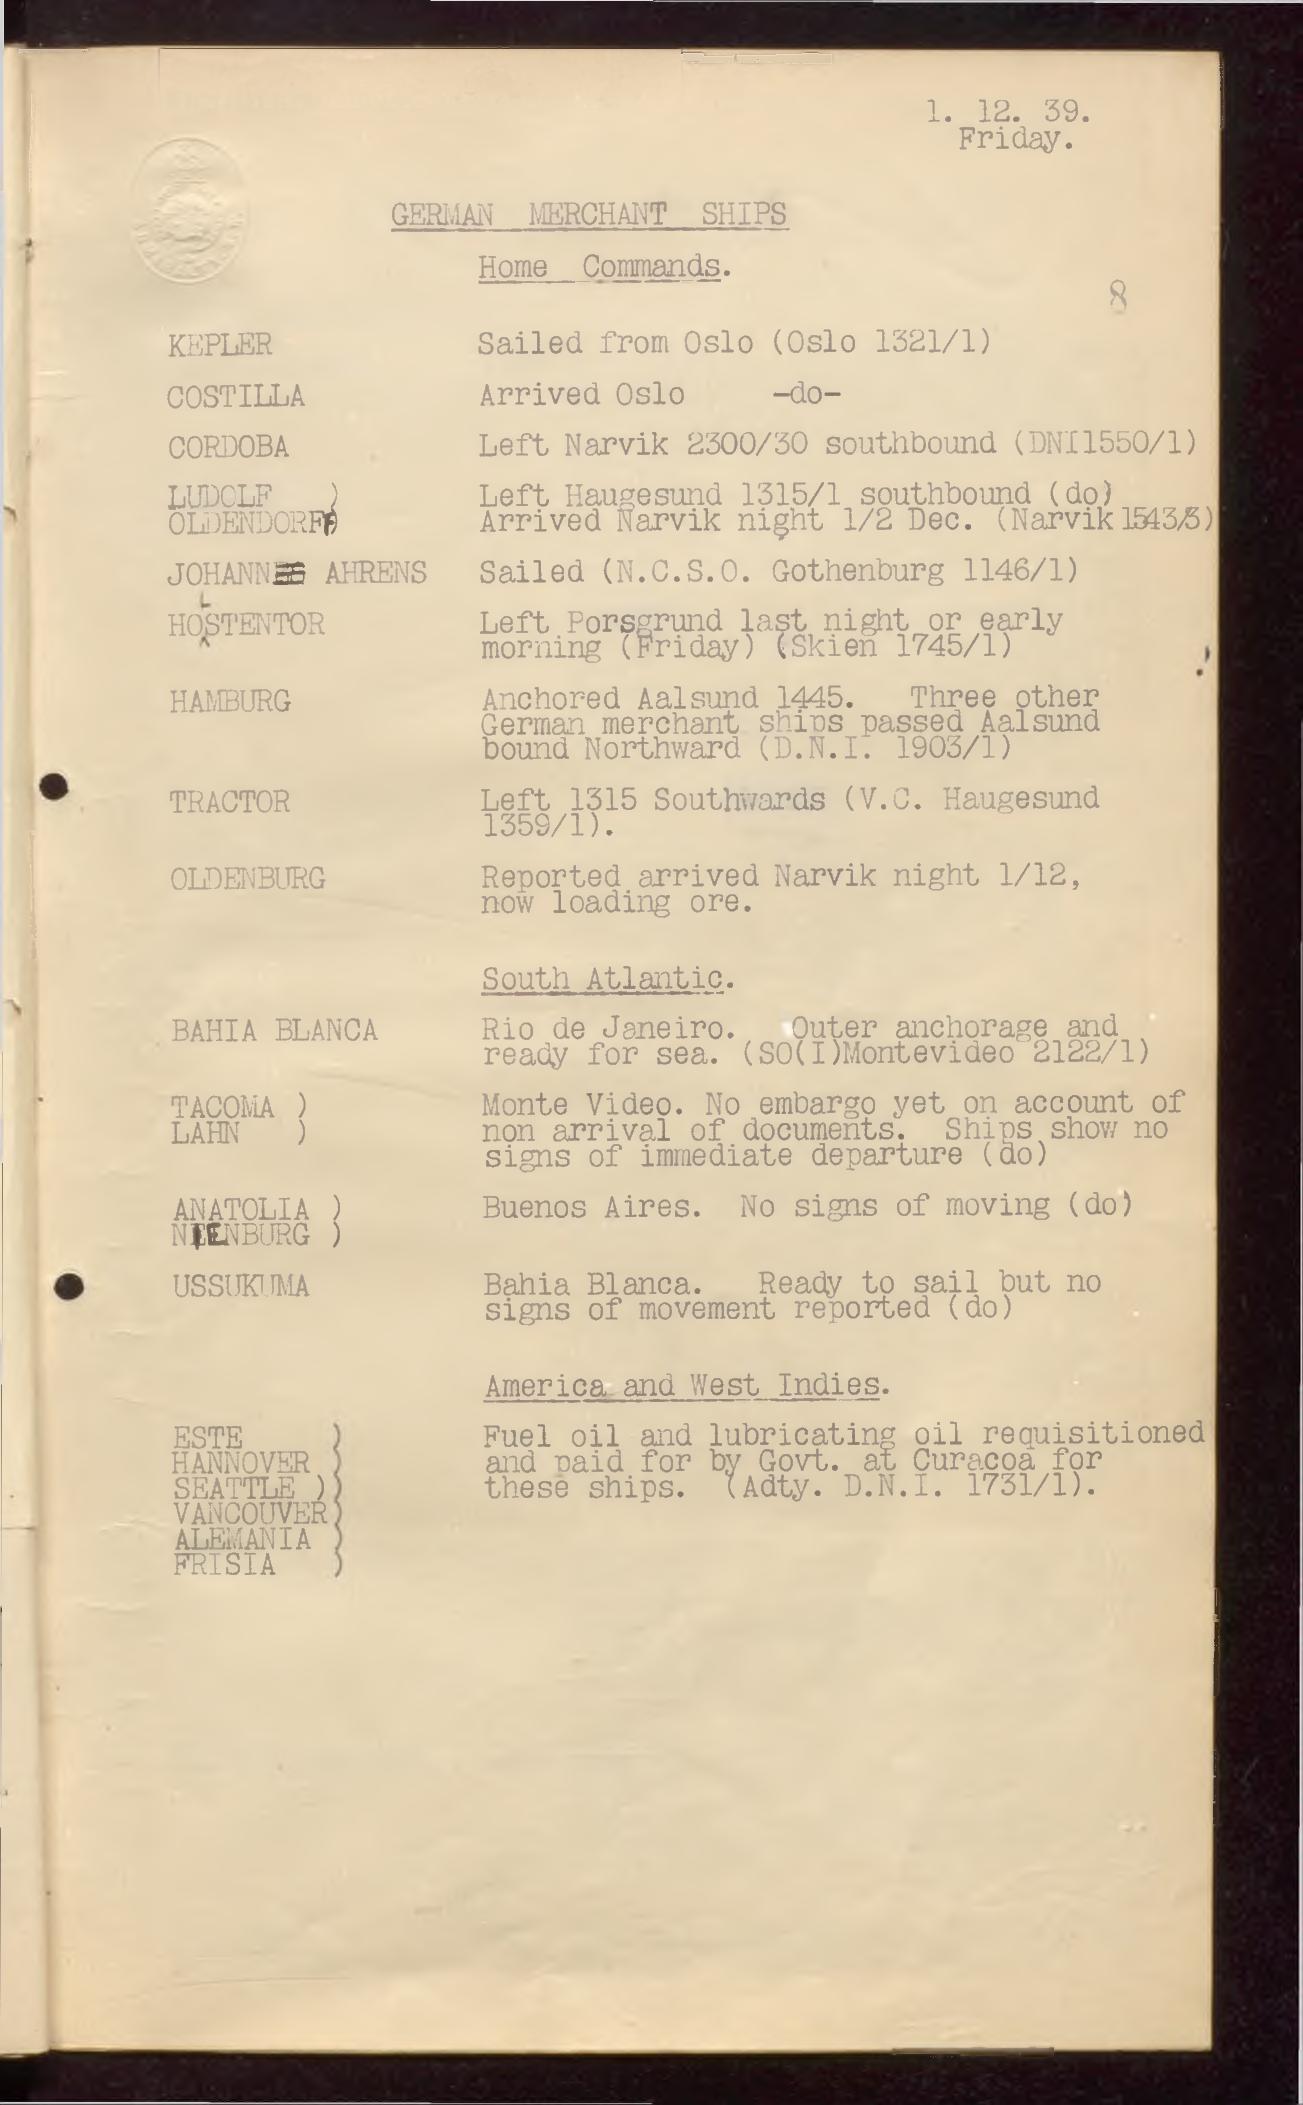 1. 12. 39.
Friday.
GERMAN MERCHANT SHIPS
Home Commands.
8
KEPLER Sailed from Oslo (Oslo 1321/1)
COSTILLA Arrived Oslo -do-
CORDOBA Left Narvik 2300/30 southbound (DNI1550/1)
LUDOLF ) Left Haugesund 1315/1 southbound (do)
OLDENDORFF) Arrived Narvik night 1/2 Dec. (Narvik 1543/3)
JOHANN AHRENS Sailed (N.C.S.O. Gothenburg 1146/1)
HOLSTENTOR Left Porsgrund last night or early
morning (Friday) (Skien 1745/1)
HAMBURG Anchored Aalsund 1445. Three other
German merchant ships passed Aalsund
bound Northward (D.N.I. 1903/1)
TRACTOR Left 1315 Southwards (V.C. Haugesund
1359/1).
OLDENBURG Reported arrived Narvik night 1/12,
now loading ore.
South Atlantic.
BAHIA BLANCA Rio de Janeiro. Outer anchorage and
ready for sea. (SO(I)Montevideo 2122/1)
TACOMA ) Monte Video. No embargo yet on account of
LAHN ) non arrival of documents. Ships show no
signs of immediate departure (do)
ANATOLIA ) Buenos Aires. No signs of moving (do)
NIENBURG )
USSUKUMA Bahia Blanca. Ready to sail but no
signs of movement reported (do)
America and West Indies.
ESTE ) Fuel oil and lubricating oil requisitioned
HANNOVER ) and paid for by Govt. at Curacoa for
SEATTLE )) these ships. (Adty. D.N.I. 1731/1).
VANCOUVER)
ALEMANIA )
FRISIA )